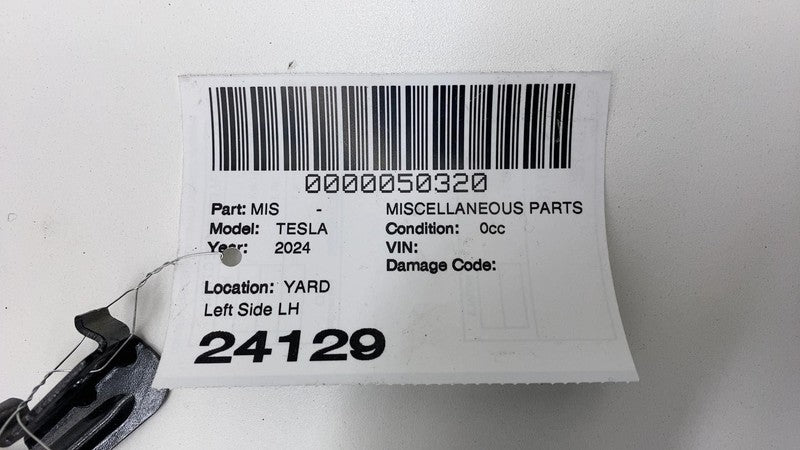 0000050320
Part: MIS - MISCELLANEOUS PARTS
Model: TESLA Condition: 0cc
Year: 2024 VIN:
Damage Code:
Location: YARD
Left Side LH
24129